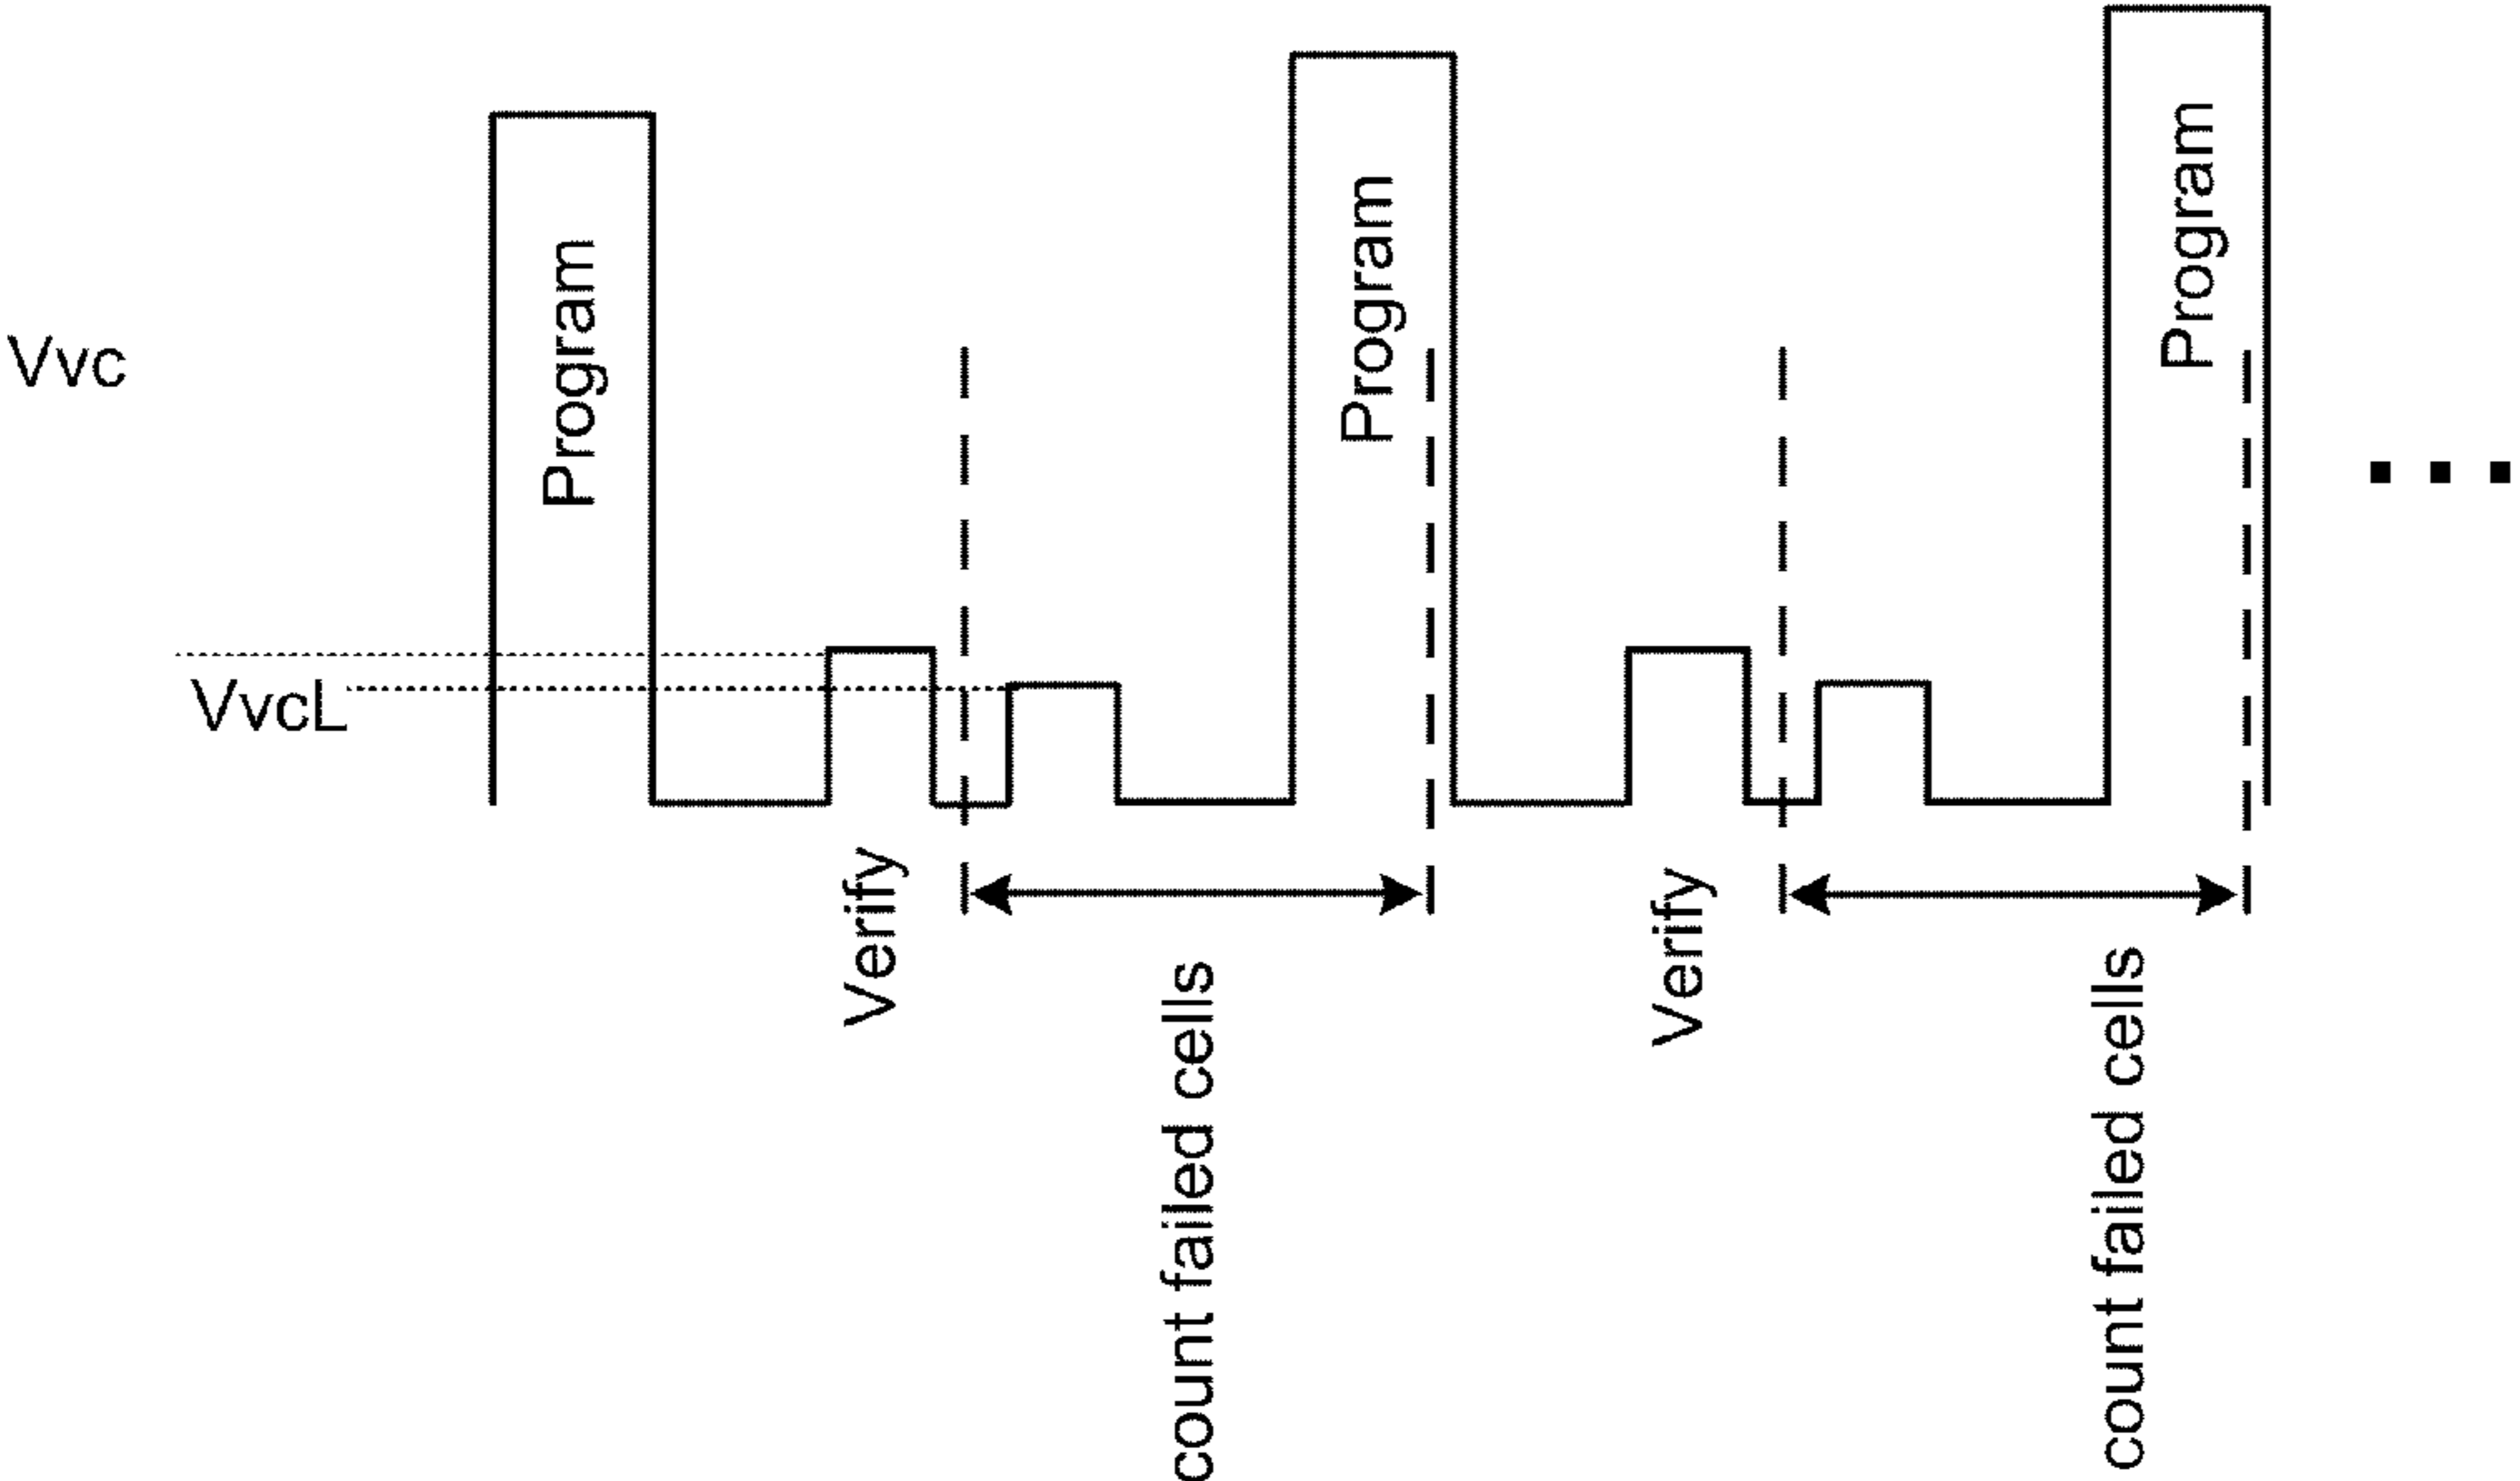 Vvc
VvcL
Program
Program
Program
Verify
Verify
count failed cells
count failed cells